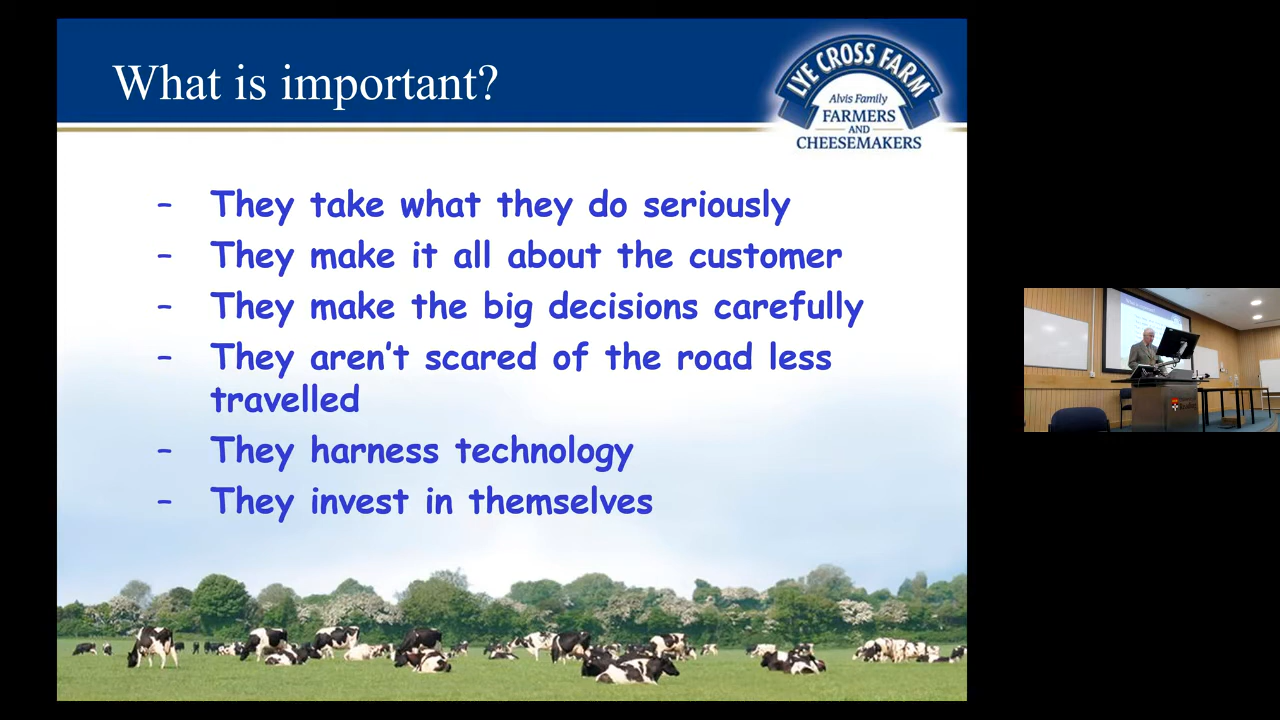 What is important?
LYE CROSS FARM™
Alvis Family
FARMERS
AND
CHEESEMAKERS
- They take what they do seriously
- They make it all about the customer
- They make the big decisions carefully
- They aren't scared of the road less
travelled
- They harness technology
- They invest in themselves